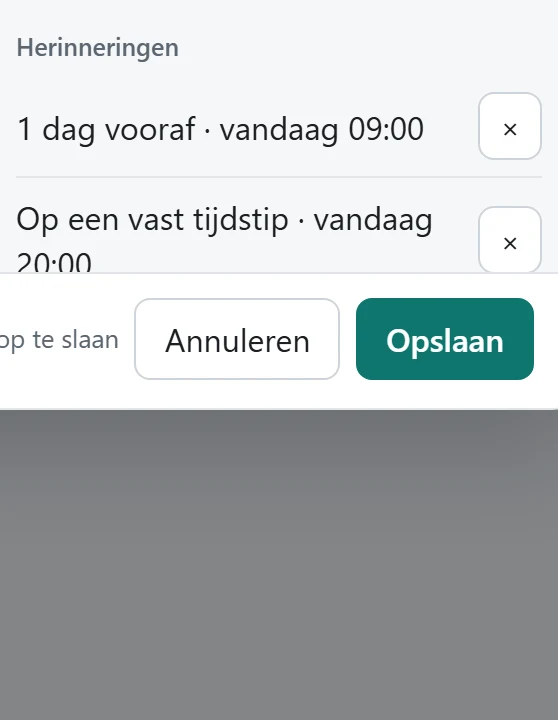 Herinneringen
1 dag vooraf · vandaag 09:00
×
Op een vast tijdstip · vandaag
20:00
×
op te slaan
Annuleren
Opslaan